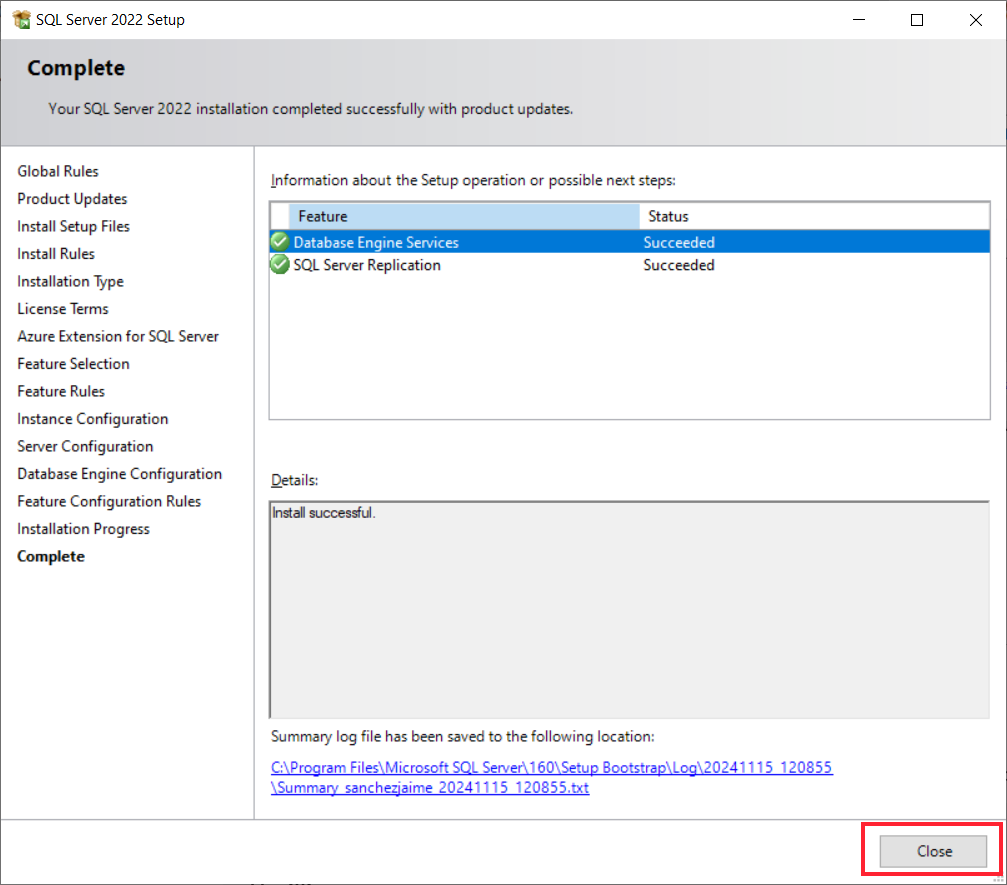 SQL Server 2022 Setup
Complete
Your SQL Server 2022 installation completed successfully with product updates.
Global Rules
Product Updates
Install Setup Files
Install Rules
Installation Type
License Terms
Azure Extension for SQL Server
Feature Selection
Feature Rules
Instance Configuration
Server Configuration
Database Engine Configuration
Feature Configuration Rules
Installation Progress
Complete
Information about the Setup operation or possible next steps:
Feature Status
Database Engine Services Succeeded
SQL Server Replication Succeeded
Details:
Install successful.
Summary log file has been saved to the following location:
C:\Program Files\Microsoft SQL Server\160\Setup Bootstrap\Log\20241115_120855
\Summary_sanchezjaime_20241115_120855.txt
Close